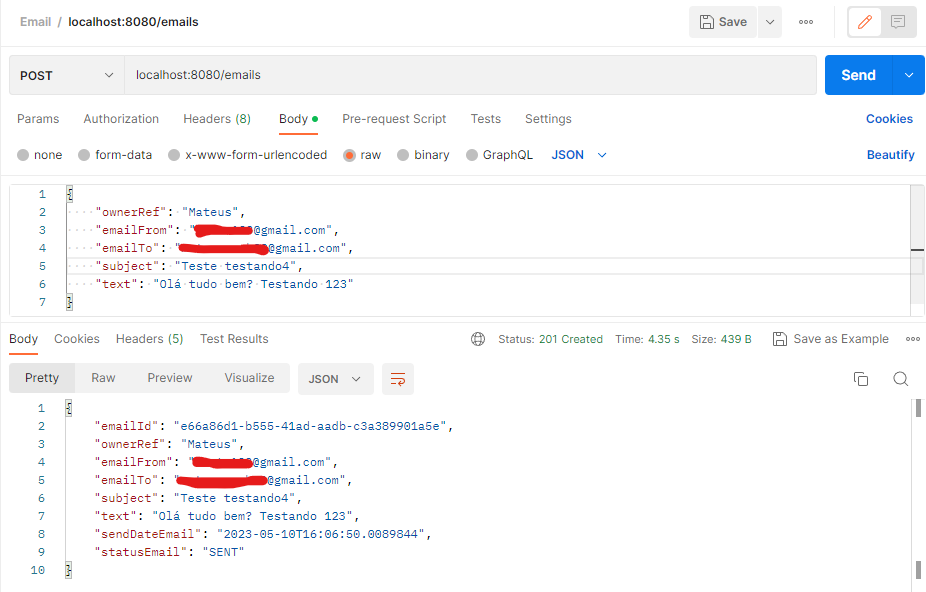 Email / localhost:8080/emails Save
POST localhost:8080/emails Send
Params Authorization Headers (8) Body Pre-request Script Tests Settings Cookies
none form-data x-www-form-urlencoded raw binary GraphQL JSON Beautify
1 {
2 "ownerRef": "Mateus",
3 "emailFrom": "@gmail.com",
4 "emailTo": "@gmail.com",
5 "subject": "Teste testando4",
6 "text": "Olá tudo bem? Testando 123"
7 }
Body Cookies Headers (5) Test Results Status: 201 Created Time: 4.35 s Size: 439 B Save as Example
Pretty Raw Preview Visualize JSON
1 {
2 "emailId": "e66a86d1-b555-41ad-aadb-c3a389901a5e",
3 "ownerRef": "Mateus",
4 "emailFrom": "@gmail.com",
5 "emailTo": "@gmail.com",
6 "subject": "Teste testando4",
7 "text": "Olá tudo bem? Testando 123",
8 "sendDateEmail": "2023-05-10T16:06:50.0089844",
9 "statusEmail": "SENT"
10 }